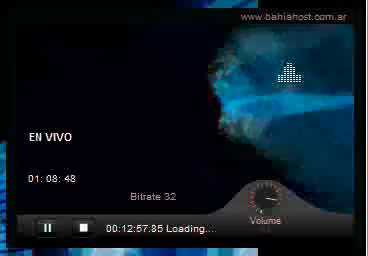 www.bahiahost.com.ar
EN VIVO
01: 08: 48
Bitrate 32
Volume
00:12:57:85 Loading...